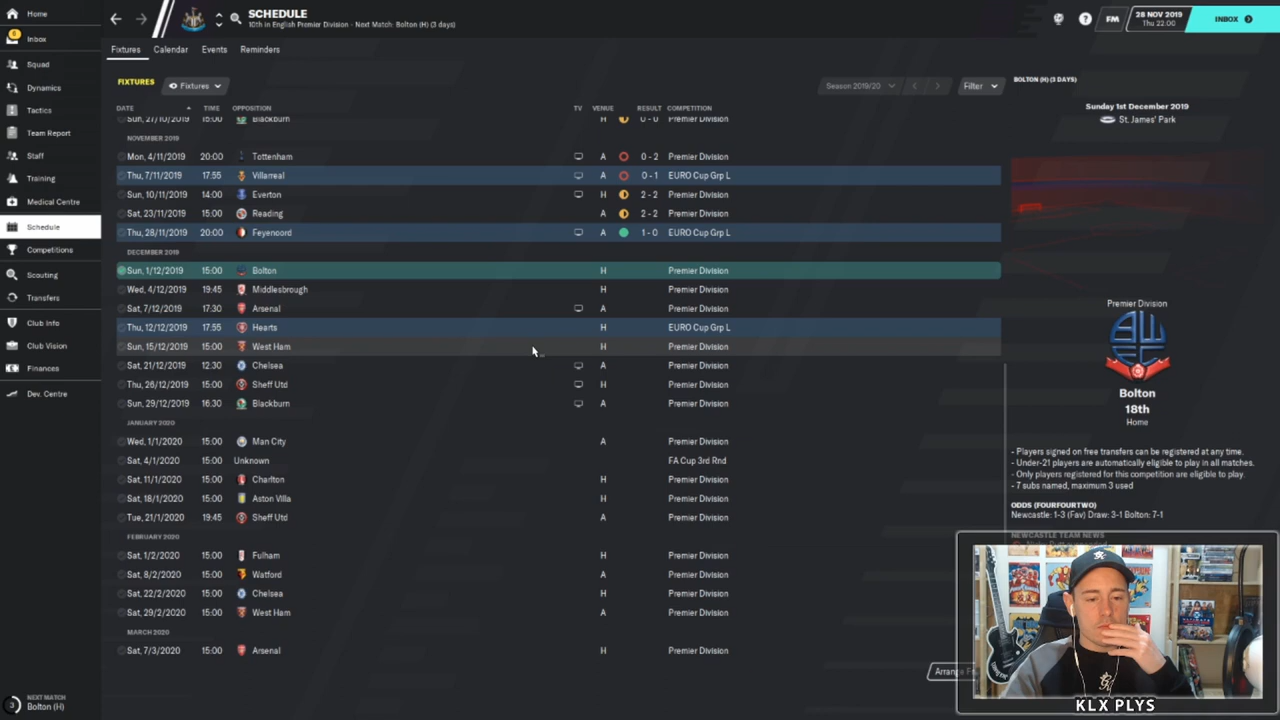 Home
6
Inbox
Squad
Dynamics
Tactics
Team Report
Staff
Training
Medical Centre
Schedule
Competitions
Scouting
Transfers
Club Info
Club Vision
Finances
Dev. Centre
3
NEXT MATCH
Bolton (H)
SCHEDULE
10th in English Premier Division - Next Match: Bolton (H) (3 days)
FM
28 NOV 2019
Thu 22:00
INBOX
Fixtures
Calendar
Events
Reminders
FIXTURES
Fixtures
Season 2019/20
Filter
DATE TIME OPPOSITION TV VENUE RESULT COMPETITION
Sun, 27/10/2019 15:00 Blackburn H 0 - 0 Premier Division
NOVEMBER 2019
Mon, 4/11/2019 20:00 Tottenham A 0 - 2 Premier Division
Thu, 7/11/2019 17:55 Villarreal A 0 - 1 EURO Cup Grp L
Sun, 10/11/2019 14:00 Everton H 2 - 2 Premier Division
Sat, 23/11/2019 15:00 Reading A 2 - 2 Premier Division
Thu, 28/11/2019 20:00 Feyenoord A 1 - 0 EURO Cup Grp L
DECEMBER 2019
Sun, 1/12/2019 15:00 Bolton H Premier Division
Wed, 4/12/2019 19:45 Middlesbrough H Premier Division
Sat, 7/12/2019 17:30 Arsenal A Premier Division
Thu, 12/12/2019 17:55 Hearts H EURO Cup Grp L
Sun, 15/12/2019 15:00 West Ham H Premier Division
Sat, 21/12/2019 12:30 Chelsea A Premier Division
Thu, 26/12/2019 15:00 Sheff Utd H Premier Division
Sun, 29/12/2019 16:30 Blackburn A Premier Division
JANUARY 2020
Wed, 1/1/2020 15:00 Man City A Premier Division
Sat, 4/1/2020 15:00 Unknown FA Cup 3rd Rnd
Sat, 11/1/2020 15:00 Charlton H Premier Division
Sat, 18/1/2020 15:00 Aston Villa H Premier Division
Tue, 21/1/2020 19:45 Sheff Utd A Premier Division
FEBRUARY 2020
Sat, 1/2/2020 15:00 Fulham H Premier Division
Sat, 8/2/2020 15:00 Watford A Premier Division
Sat, 22/2/2020 15:00 Chelsea H Premier Division
Sat, 29/2/2020 15:00 West Ham A Premier Division
MARCH 2020
Sat, 7/3/2020 15:00 Arsenal H Premier Division
Arrange
BOLTON (H) (3 DAYS)
Sunday 1st December 2019
St. James' Park
Premier Division
Bolton
18th
Home
- Players signed on free transfers can be registered at any time.
- Under-21 players are automatically eligible to play in all matches.
- Only players registered for this competition are eligible to play.
- 7 subs named, maximum 3 used
ODDS (FOURFOURTWO)
Newcastle: 1-3 (Fav) Draw: 3-1 Bolton: 7-1
NEWCASTLE TEAM NEWS
KLX PLYS